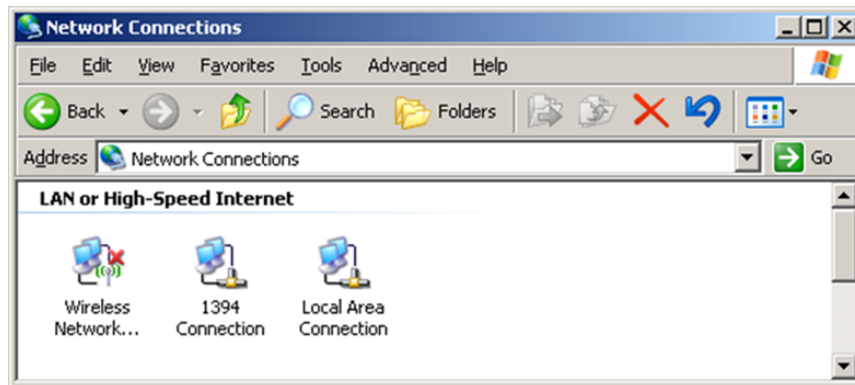 Network Connections
File Edit View Favorites Tools Advanced Help
Back Search Folders
Address Network Connections Go
LAN or High-Speed Internet
Wireless Network...
1394 Connection
Local Area Connection